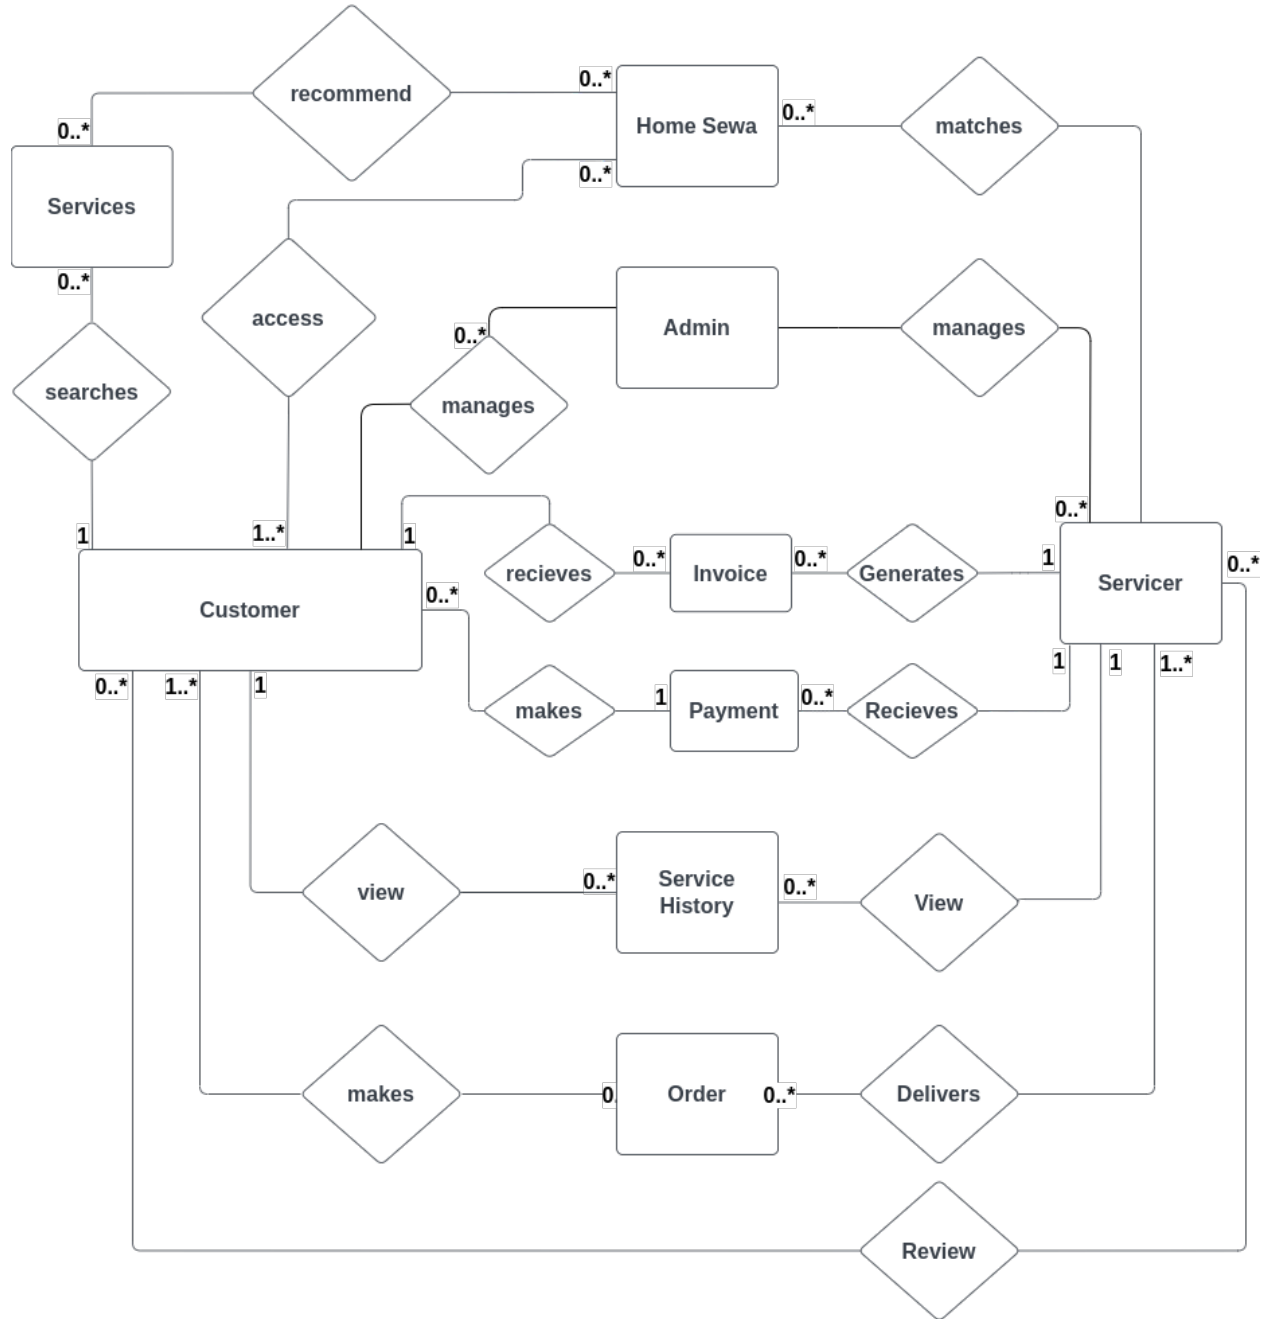 recommend
0..*
Home Sewa
0..*
matches
0..*
Services
0..*
0..*
access
Admin
manages
0..*
manages
searches
0..*
1
1..*
1
recieves
0..*
Invoice
0..*
Generates
1
Servicer
0..*
Customer
0..*
0..*
1..*
1
makes
1
Payment
0..*
Recieves
1
1
1..*
view
0..*
Service
History
0..*
View
makes
0.
Order
0..*
Delivers
Review